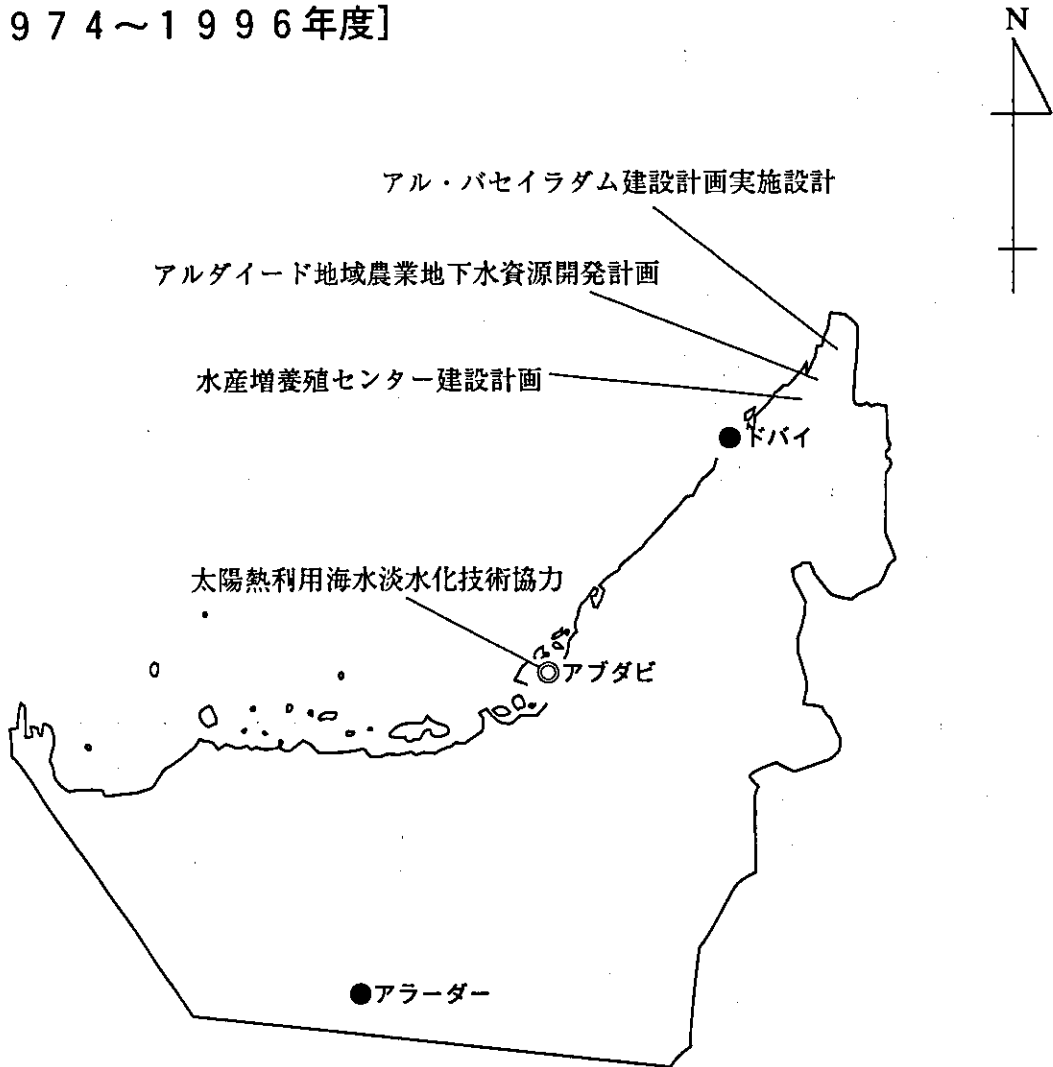 974～1996年度]
N
アル・バセイラダム建設計画実施設計
アルダイード地域農業地下水資源開発計画
水産増養殖センター建設計画
ドバイ
太陽熱利用海水淡水化技術協力
アブダビ
アラーダー